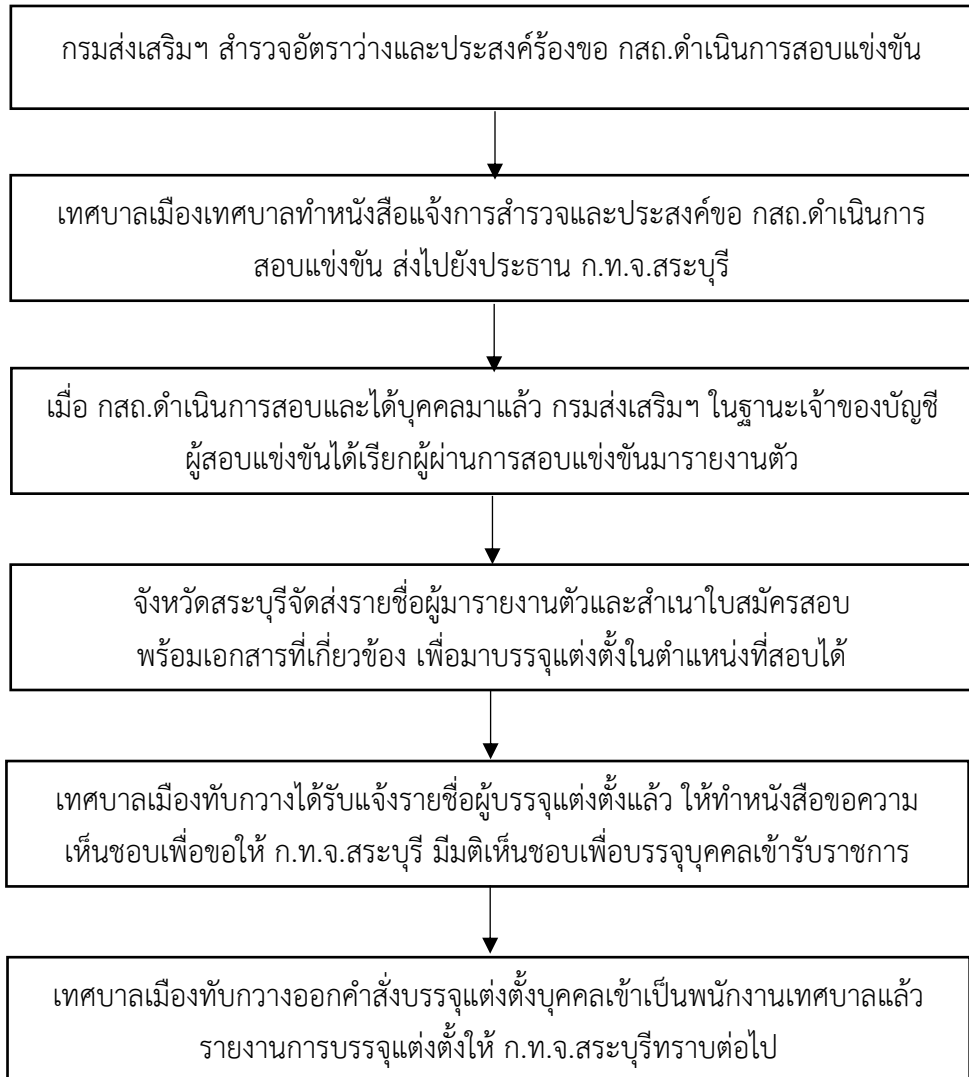 กรมส่งเสริมฯ สำรวจอัตราว่างและประสงค์ร้องขอ กสถ.ดำเนินการสอบแข่งขัน
เทศบาลเมืองเทศบาลทำหนังสือแจ้งการสำรวจและประสงค์ขอ กสถ.ดำเนินการ
สอบแข่งขัน ส่งไปยังประธาน ก.ท.จ.สระบุรี
เมื่อ กสถ.ดำเนินการสอบและได้บุคคลมาแล้ว กรมส่งเสริมฯ ในฐานะเจ้าของบัญชี
ผู้สอบแข่งขันได้เรียกผู้ผ่านการสอบแข่งขันมารายงานตัว
จังหวัดสระบุรีจัดส่งรายชื่อผู้มารายงานตัวและสำเนาใบสมัครสอบ
พร้อมเอกสารที่เกี่ยวข้อง เพื่อมาบรรจุแต่งตั้งในตำแหน่งที่สอบได้
เทศบาลเมืองทับกวางได้รับแจ้งรายชื่อผู้บรรจุแต่งตั้งแล้ว ให้ทำหนังสือขอความ
เห็นชอบเพื่อขอให้ ก.ท.จ.สระบุรี มีมติเห็นชอบเพื่อบรรจุบุคคลเข้ารับราชการ
เทศบาลเมืองทับกวางออกคำสั่งบรรจุแต่งตั้งบุคคลเข้าเป็นพนักงานเทศบาลแล้ว
รายงานการบรรจุแต่งตั้งให้ ก.ท.จ.สระบุรีทราบต่อไป